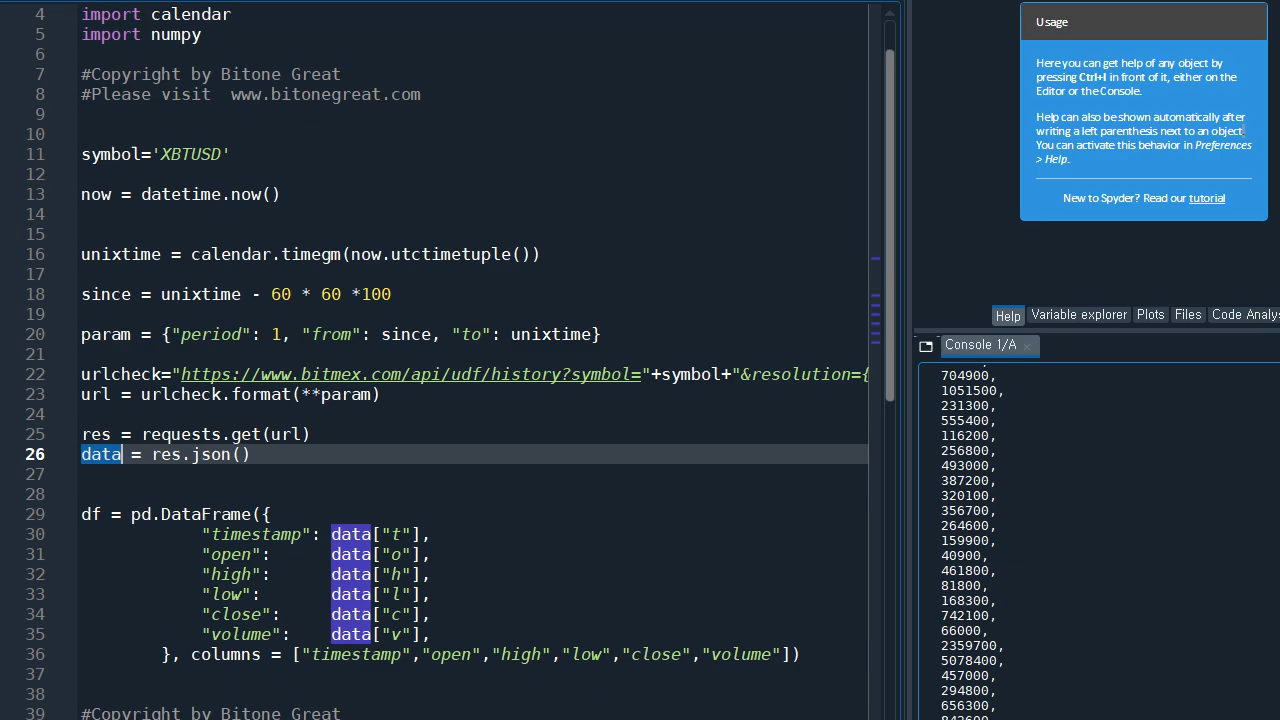 4 import calendar
5 import numpy
6
7 #Copyright by Bitone Great
8 #Please visit  www.bitonegreat.com
9
10
11 symbol='XBTUSD'
12
13 now = datetime.now()
14
15
16 unixtime = calendar.timegm(now.utctimetuple())
17
18 since = unixtime - 60 * 60 *100
19
20 param = {"period": 1, "from": since, "to": unixtime}
21
22 urlcheck="https://www.bitmex.com/api/udf/history?symbol="+symbol+"&resolution={
23 url = urlcheck.format(**param)
24
25 res = requests.get(url)
26 data = res.json()
27
28
29 df = pd.DataFrame({
30             "timestamp": data["t"],
31             "open":      data["o"],
32             "high":      data["h"],
33             "low":       data["l"],
34             "close":     data["c"],
35             "volume":    data["v"],
36         }, columns = ["timestamp","open","high","low","close","volume"])
37
38
39 #Copyright by Bitone Great
Usage
Here you can get help of any object by
pressing Ctrl+I in front of it, either on the
Editor or the Console.
Help can also be shown automatically after
writing a left parenthesis next to an object.
You can activate this behavior in Preferences
> Help.
New to Spyder? Read our tutorial
Help Variable explorer Plots Files Code Analys
Console 1/A
704900,
1051500,
231300,
555400,
116200,
256800,
493000,
387200,
320100,
356700,
264600,
159900,
40900,
461800,
81800,
168300,
742100,
66000,
2359700,
5078400,
457000,
294800,
656300,